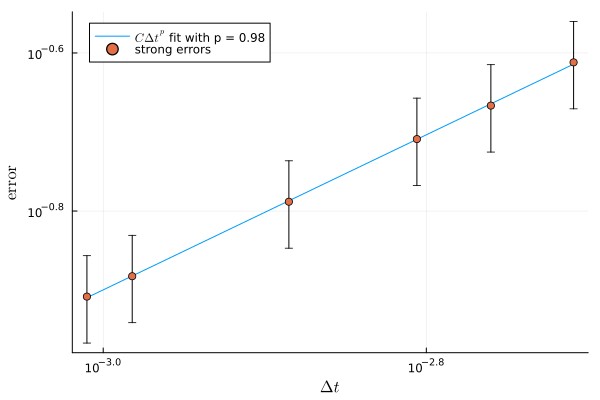 CΔt^p fit with p = 0.98
strong errors
10^-0.6
10^-0.8
error
10^-3.0
10^-2.8
Δt